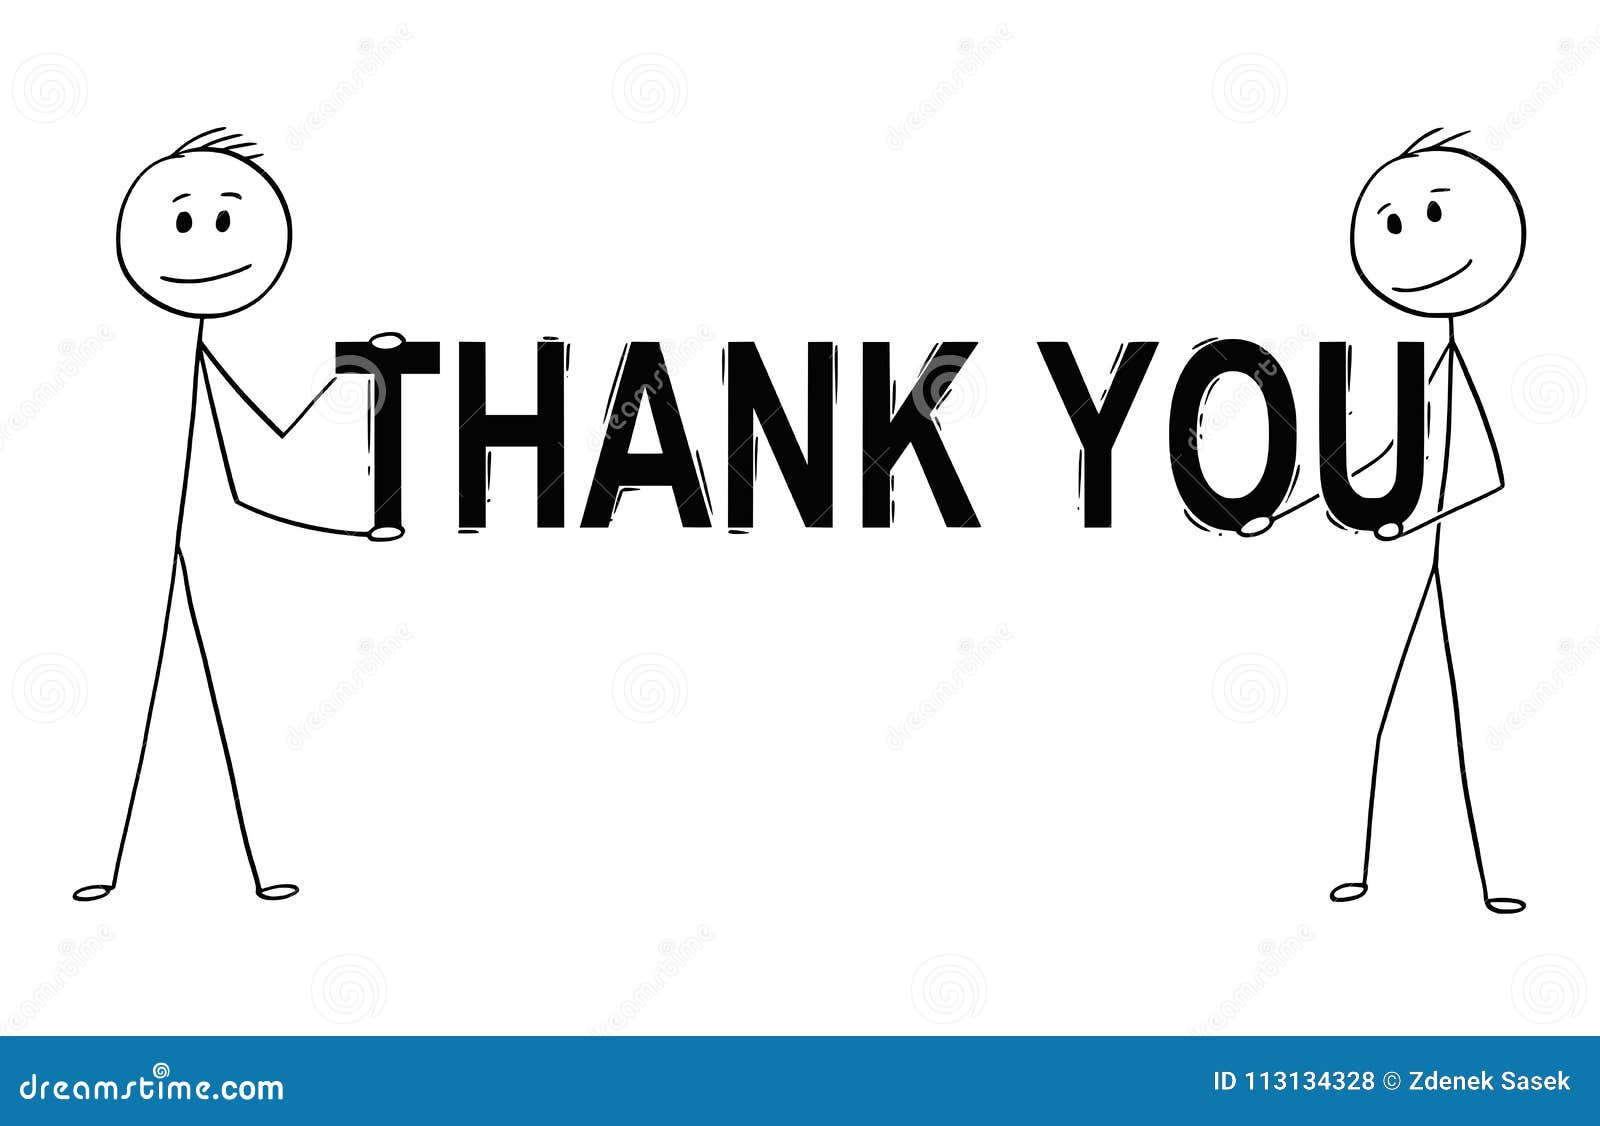 THANK YOU
dreamstime.com
ID 113134328 © Zdenek Sasek